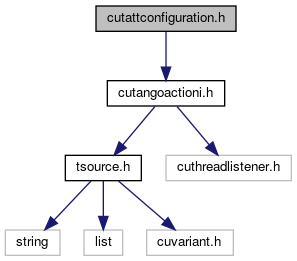 cutattconfiguration.h
cutangoactioni.h
tsource.h
cuthreadlistener.h
string
list
cuvariant.h